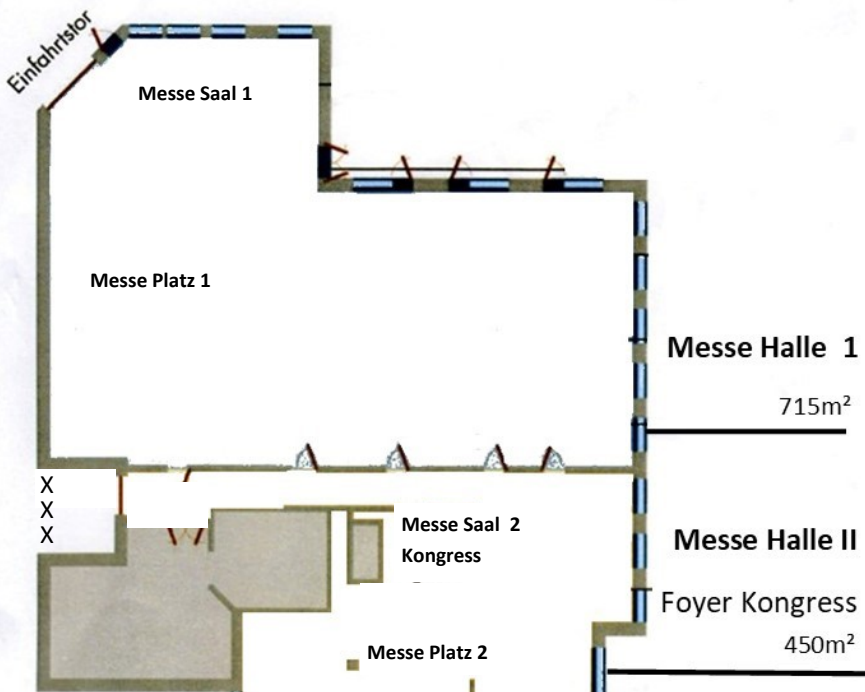 Einfahrtstor
Messe Saal 1
Messe Platz 1
Messe Halle 1
715m²
X
X
X
Messe Saal 2
Kongress
Messe Halle II
Foyer Kongress
450m²
Messe Platz 2